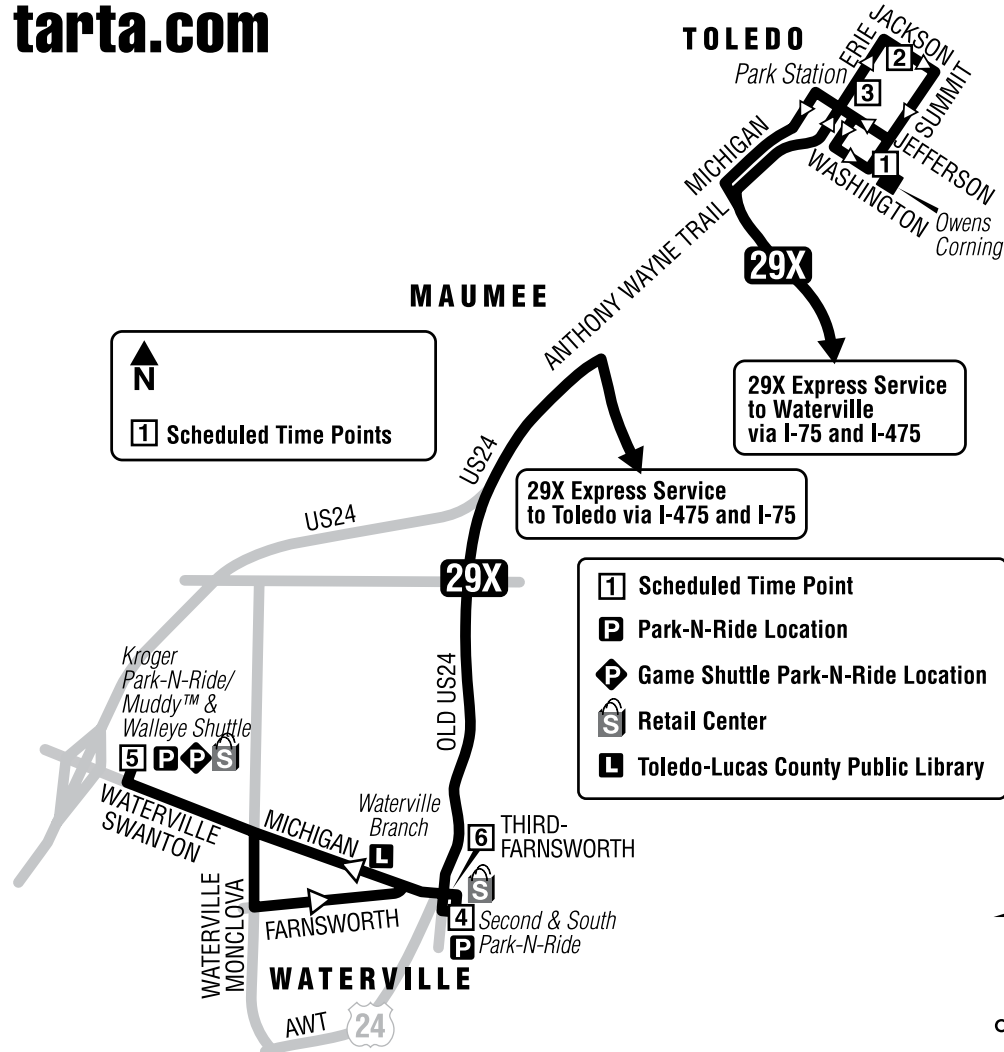 tarta.com
TOLEDO
Park Station
ERIE
JACKSON
2
3
SUMMIT
MICHIGAN
JEFFERSON
1
WASHINGTON
Owens
Corning
ANTHONY WAYNE TRAIL
29X
MAUMEE
N
1 Scheduled Time Points
29X Express Service
to Waterville
via I-75 and I-475
US24
29X Express Service
to Toledo via I-475 and I-75
US24
29X
1 Scheduled Time Point
P Park-N-Ride Location
P Game Shuttle Park-N-Ride Location
S Retail Center
L Toledo-Lucas County Public Library
Kroger
Park-N-Ride/
Muddy™ &
Walleye Shuttle
5 P P S
OLD US24
WATERVILLE
SWANTON
MICHIGAN
Waterville
Branch
L
6 THIRD-
FARNSWORTH
S
WATERVILLE
MONCLOVA
FARNSWORTH
4 Second & South
P Park-N-Ride
WATERVILLE
AWT
24